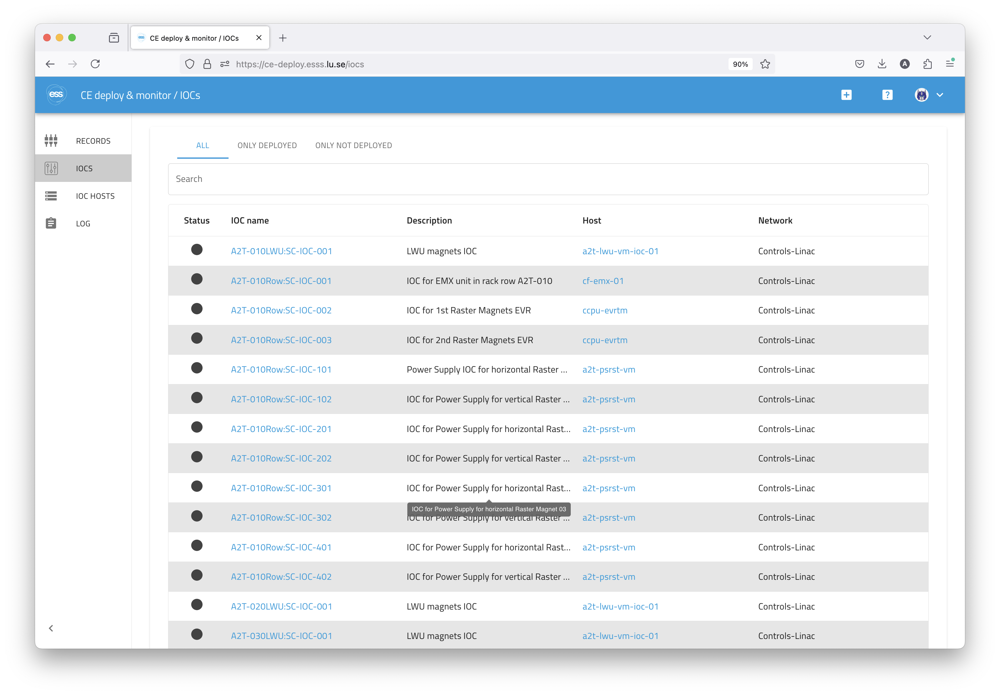 CE deploy & monitor / IOCs
https://ce-deploy.esss.lu.se/iocs
90%
A
ess
CE deploy & monitor / IOCs
?
RECORDS
IOCS
IOC HOSTS
LOG
ALL ONLY DEPLOYED ONLY NOT DEPLOYED
Search
Status IOC name Description Host Network
A2T-010LWU:SC-IOC-001 LWU magnets IOC a2t-lwu-vm-ioc-01 Controls-Linac
A2T-010Row:SC-IOC-001 IOC for EMX unit in rack row A2T-010 cf-emx-01 Controls-Linac
A2T-010Row:SC-IOC-002 IOC for 1st Raster Magnets EVR ccpu-evrtm Controls-Linac
A2T-010Row:SC-IOC-003 IOC for 2nd Raster Magnets EVR ccpu-evrtm Controls-Linac
A2T-010Row:SC-IOC-101 Power Supply IOC for horizontal Raster ... a2t-psrst-vm Controls-Linac
A2T-010Row:SC-IOC-102 IOC for Power Supply for vertical Raster ... a2t-psrst-vm Controls-Linac
A2T-010Row:SC-IOC-201 IOC for Power Supply for horizontal Rast... a2t-psrst-vm Controls-Linac
A2T-010Row:SC-IOC-202 IOC for Power Supply for vertical Raster ... a2t-psrst-vm Controls-Linac
A2T-010Row:SC-IOC-301 IOC for Power Supply for horizontal Rast... a2t-psrst-vm Controls-Linac
IOC for Power Supply for horizontal Raster Magnet 03
A2T-010Row:SC-IOC-302 IOC for Power Supply for vertical Raster ... a2t-psrst-vm Controls-Linac
A2T-010Row:SC-IOC-401 IOC for Power Supply for horizontal Rast... a2t-psrst-vm Controls-Linac
A2T-010Row:SC-IOC-402 IOC for Power Supply for vertical Raster ... a2t-psrst-vm Controls-Linac
A2T-020LWU:SC-IOC-001 LWU magnets IOC a2t-lwu-vm-ioc-01 Controls-Linac
A2T-030LWU:SC-IOC-001 LWU magnets IOC a2t-lwu-vm-ioc-01 Controls-Linac